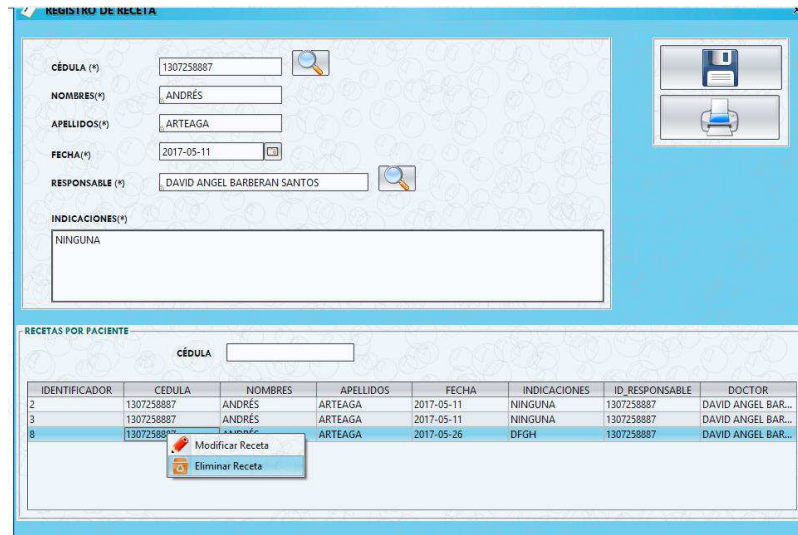 REGISTRO DE RECETA
CÉDULA (*) 1307258887
NOMBRES(*) ANDRÉS
APELLIDOS(*) ARTEAGA
FECHA(*) 2017-05-11
RESPONSABLE (*) DAVID ANGEL BARBERAN SANTOS
INDICACIONES(*)
NINGUNA
RECETAS POR PACIENTE
CÉDULA
IDENTIFICADOR CEDULA NOMBRES APELLIDOS FECHA INDICACIONES ID_RESPONSABLE DOCTOR
2 1307258887 ANDRÉS ARTEAGA 2017-05-11 NINGUNA 1307258887 DAVID ANGEL BAR...
3 1307258887 ANDRÉS ARTEAGA 2017-05-11 NINGUNA 1307258887 DAVID ANGEL BAR...
8 1307258887 ANDRÉS ARTEAGA 2017-05-26 DFGH 1307258887 DAVID ANGEL BAR...
Modificar Receta
Eliminar Receta